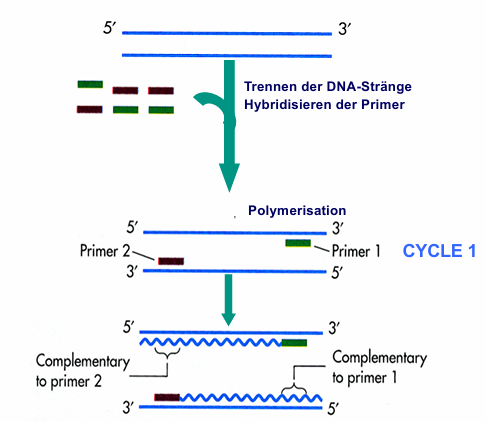 5′ 3′
Trennen der DNA-Stränge
Hybridisieren der Primer
Polymerisation
5′ 3′
Primer 2 Primer 1 CYCLE 1
3′ 5′
5′ 3′
Complementary
to primer 2
Complementary
to primer 1
3′ 5′